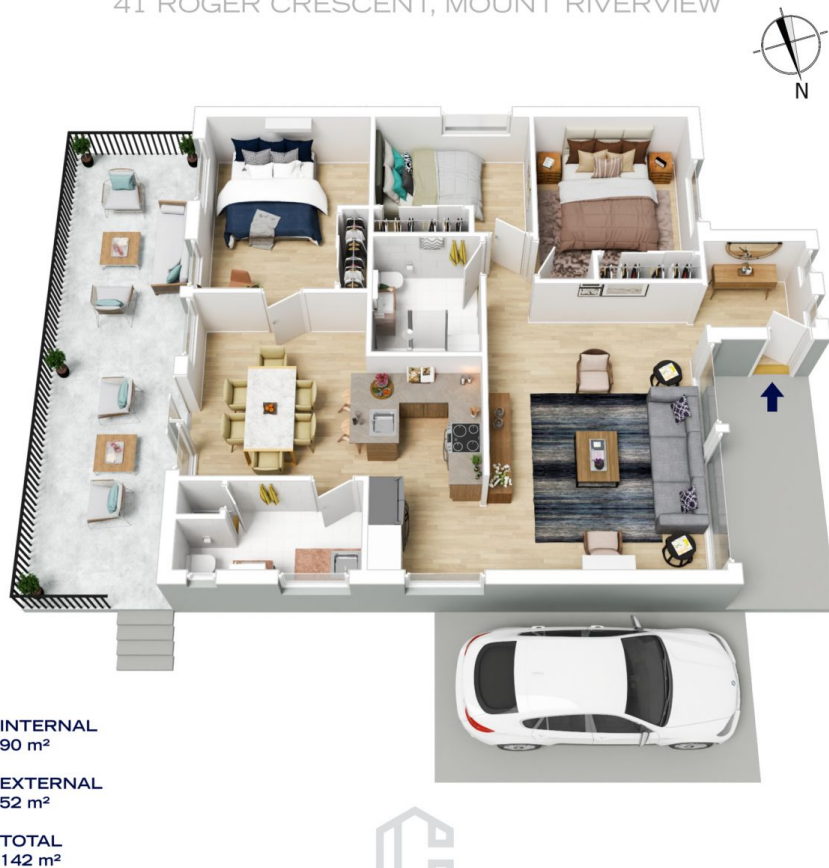 41 ROGER CRESCENT, MOUNT RIVERVIEW
N
INTERNAL
90 m²
EXTERNAL
52 m²
TOTAL
142 m²